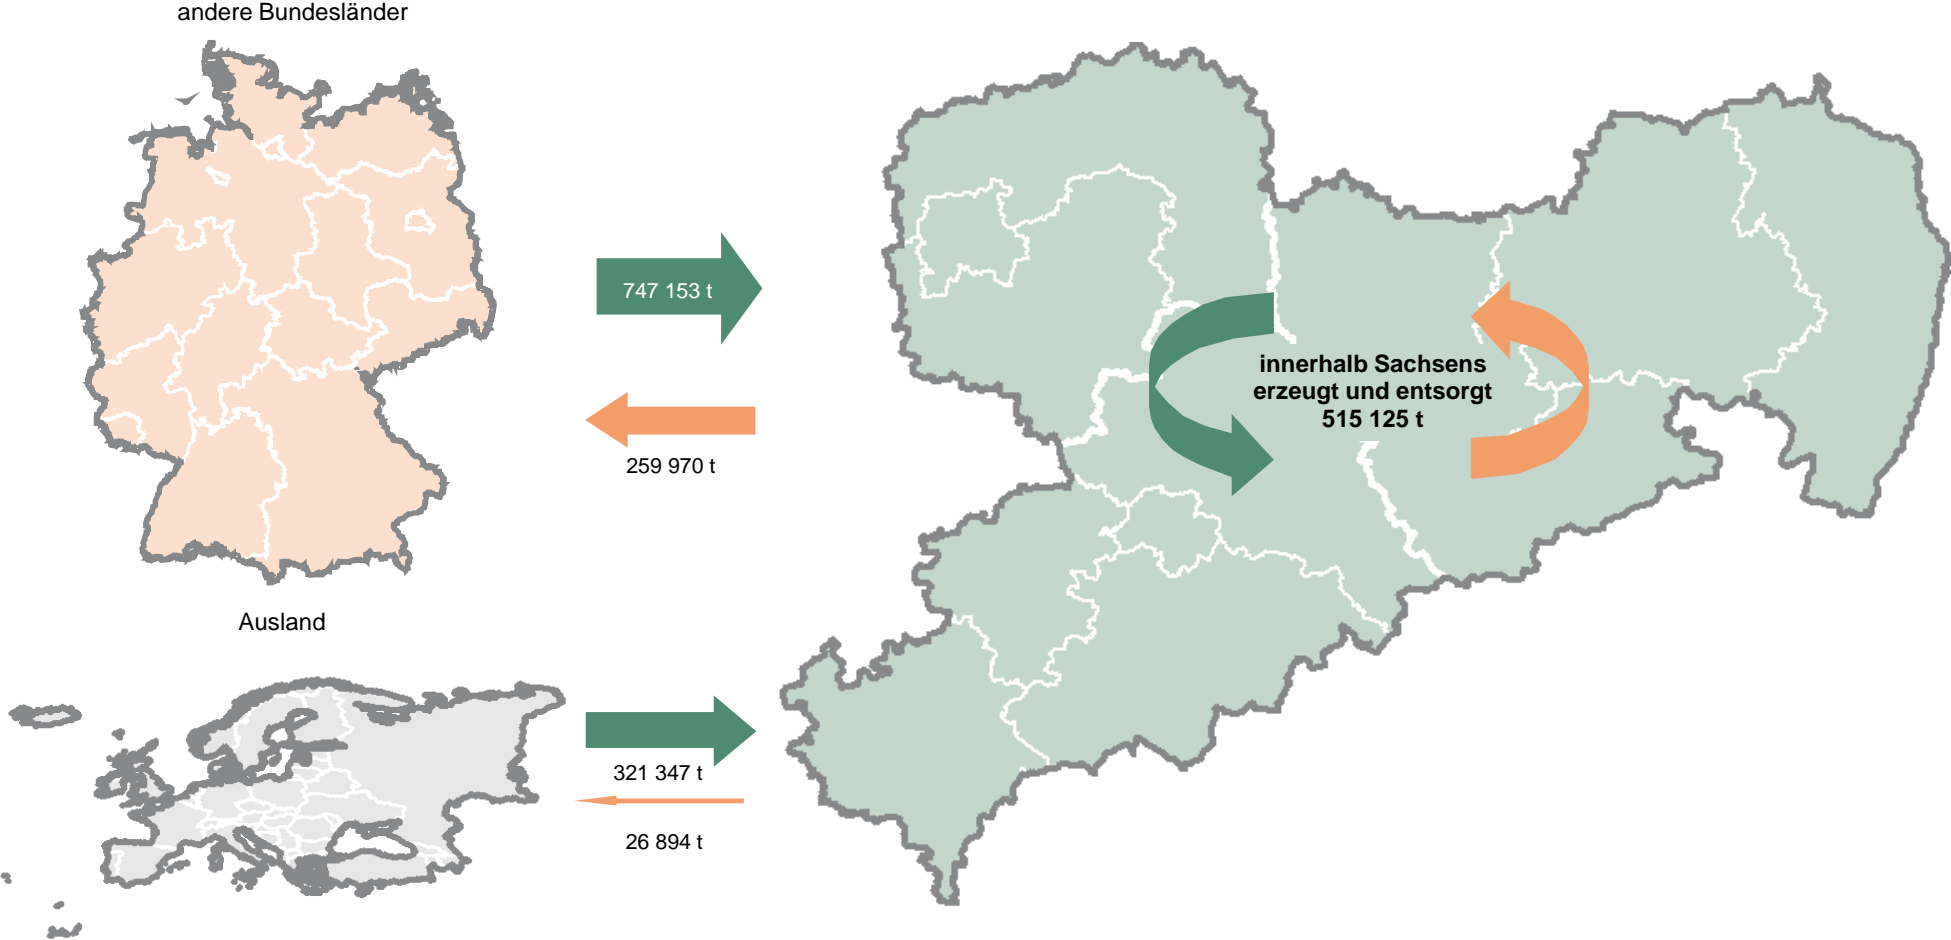 andere Bundesländer
747 153 t
259 970 t
innerhalb Sachsens
erzeugt und entsorgt
515 125 t
Ausland
321 347 t
26 894 t